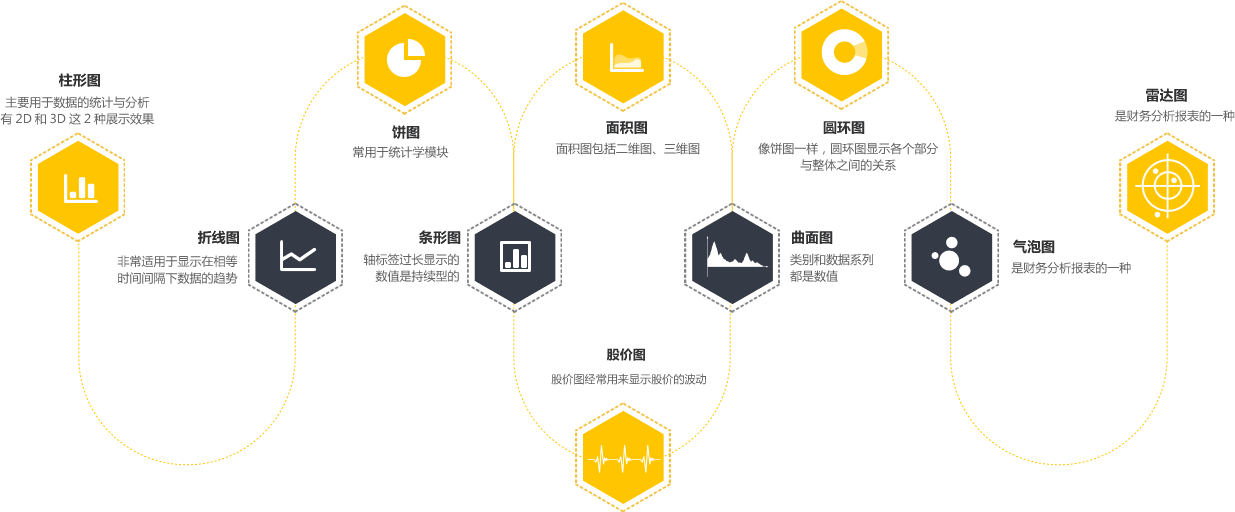 柱形图
主要用于数据的统计与分析
有 2D 和 3D 这 2 种展示效果
折线图
非常适用于显示在相等
时间间隔下数据的趋势
饼图
常用于统计学模块
条形图
轴标签过长显示的
数值是持续型的
面积图
面积图包括二维图、三维图
股价图
股价图经常用来显示股价的波动
曲面图
类别和数据系列
都是数值
圆环图
像饼图一样，圆环图显示各个部分
与整体之间的关系
气泡图
是财务分析报表的一种
雷达图
是财务分析报表的一种